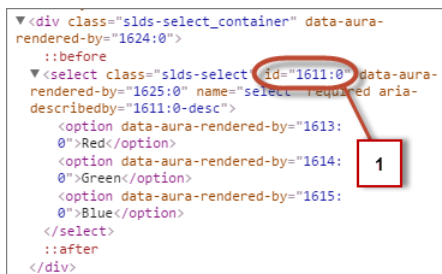 ▼<div class="slds-select_container" data-aura-
rendered-by="1624:0">
::before
▼<select class="slds-select" id="1611:0" data-aura-
rendered-by="1625:0" name="select" required aria-
describedby="1611:0-desc">
<option data-aura-rendered-by="1613:
0">Red</option>
<option data-aura-rendered-by="1614:
0">Green</option>
<option data-aura-rendered-by="1615:
0">Blue</option>
</select>
::after
</div>
1